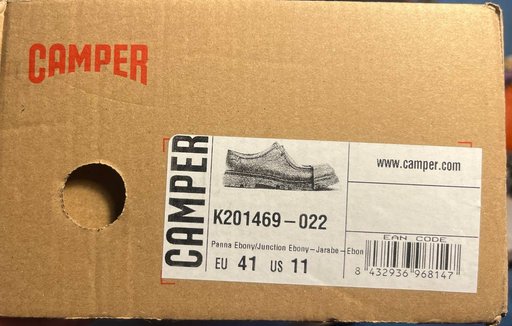 CAMPER
CAMPER
www.camper.com
K201469-022
Panna Ebony/Junction Ebony-Jarabe-Ebon
EU 41 US 11
EAN CODE
8 432936 968147